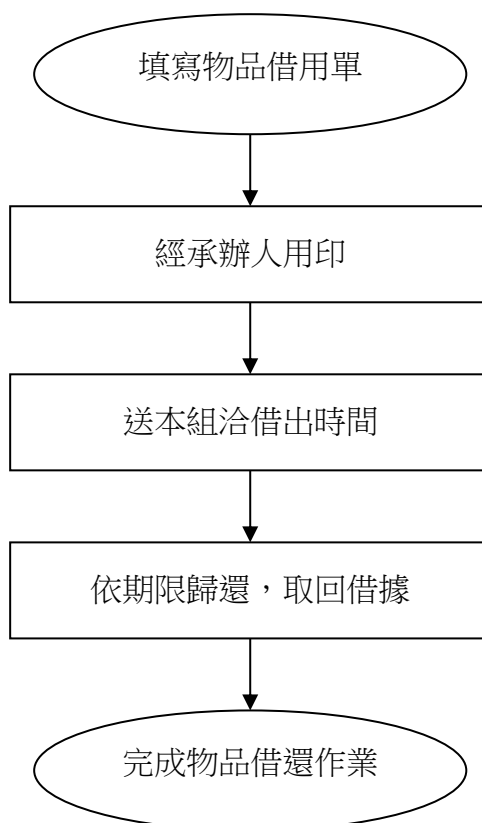 填寫物品借用單
經承辦人用印
送本組洽借出時間
依期限歸還，取回借據
完成物品借還作業